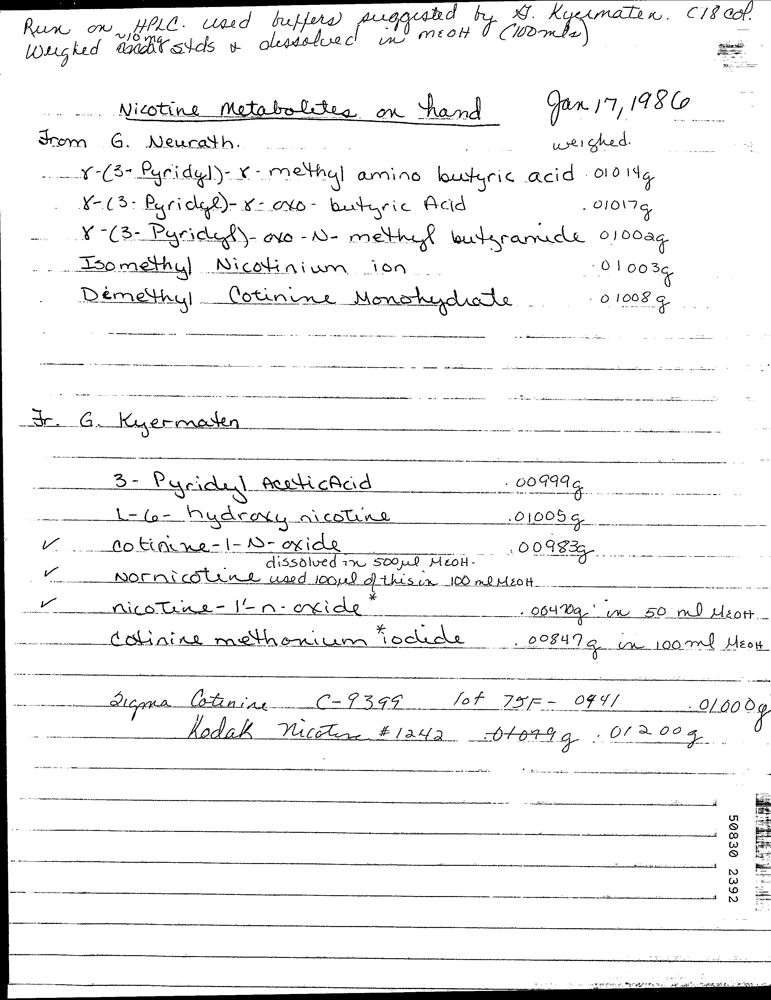 Run on HPLC. used buffers suggested by G. Kyermaten. C18 col.
Weighed ~10mg stds & dessolved in MeOH (100mls)
Nicotine Metabolites on hand Jan 17, 1986
From G. Neurath. weighed.
γ-(3-Pyridyl)-γ-methyl amino butyric acid .01014g
γ-(3-Pyridyl)-γ-oxo-butyric Acid .01017g
γ-(3-Pyridyl)-oxo-N-methyl butyramide .01002g
Isomethyl Nicotinium ion .01003g
Demethyl Cotinine Monohydrate .01008g
Fr. G. Kyermaten
3-Pyridyl Acetic Acid .00999g
L-6-hydroxy nicotine .01005g
✓ cotinine-1-N-oxide .00983g
dissolved in 500µl MeOH.
✓ Nornicotine used 100µl of this in 100 ml MeOH
✓ nicotine-1'-n-oxide* .00470g in 50 ml MeOH
Cotinine methonium *iodide .00847g in 100 ml MeOH
Sigma Cotinine C-9399 lot 75F-0941 .01000g
Kodak Nicotine #1242 .01099g .01200g
50830 2392